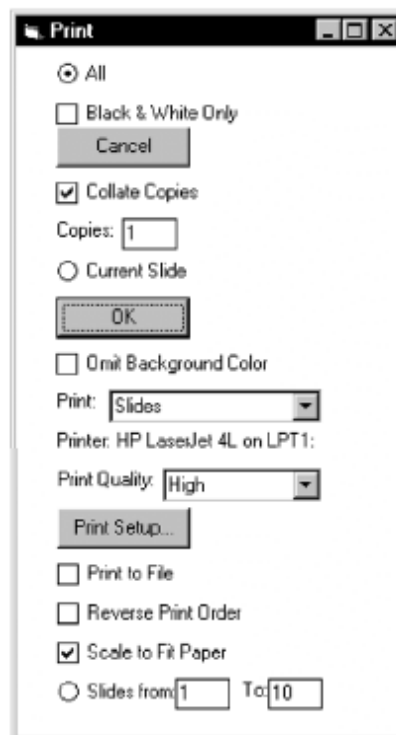 Print
All
Black & White Only
Cancel
Collate Copies
Copies: 1
Current Slide
OK
Omit Background Color
Print: Slides
Printer: HP LaserJet 4L on LPT1:
Print Quality: High
Print Setup...
Print to File
Reverse Print Order
Scale to Fit Paper
Slides from: 1 To: 10